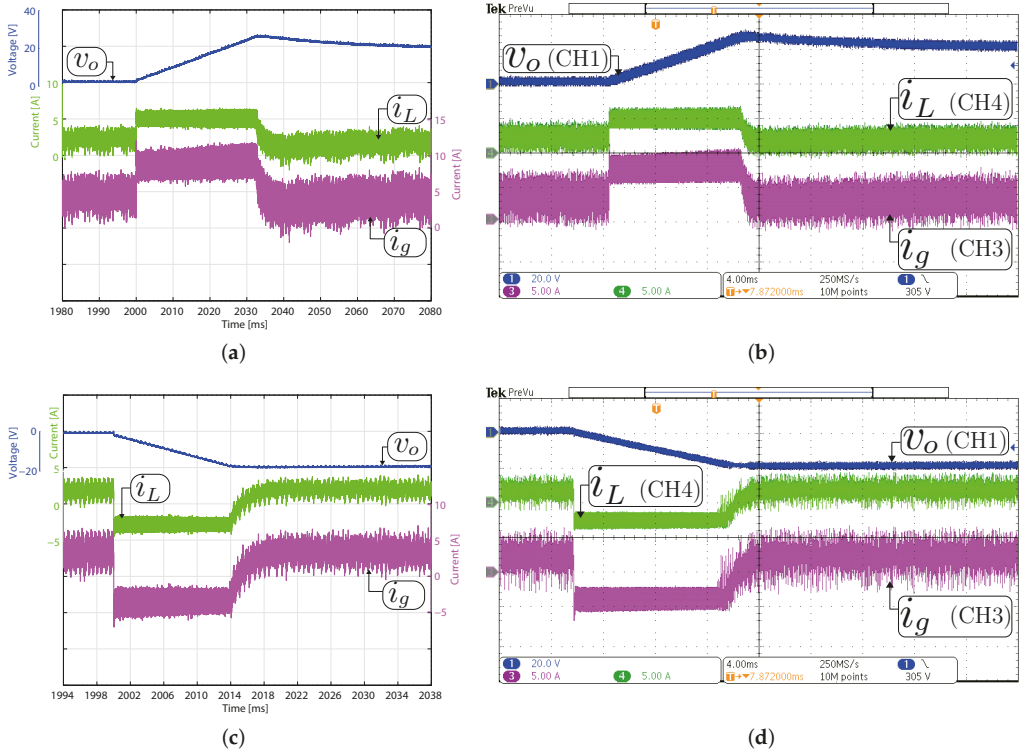 Voltage [V]
40
20
0
v_o
10
5
0
Current [A]
i_L
15
10
5
0
Current [A]
i_g
1980 1990 2000 2010 2020 2030 2040 2050 2060 2070 2080
Time [ms]
(a)
Tek PreVu
T
v_o (CH1)
i_L (CH4)
i_g (CH3)
1 20.0 V
3 5.00 A 4 5.00 A
4.00ms 250MS/s 1
T→▼7.872000ms 10M points 305 V
(b)
Voltage [V]
0
−20
Current [A]
5
0
−5
v_o
i_L
10
5
0
−5
Current [A]
i_g
1994 1998 2002 2006 2010 2014 2018 2022 2026 2030 2034 2038
Time [ms]
(c)
Tek PreVu
T
v_o (CH1)
i_L (CH4)
i_g (CH3)
1 20.0 V
3 5.00 A 4 5.00 A
4.00ms 250MS/s 1
T→▼7.872000ms 10M points 305 V
(d)